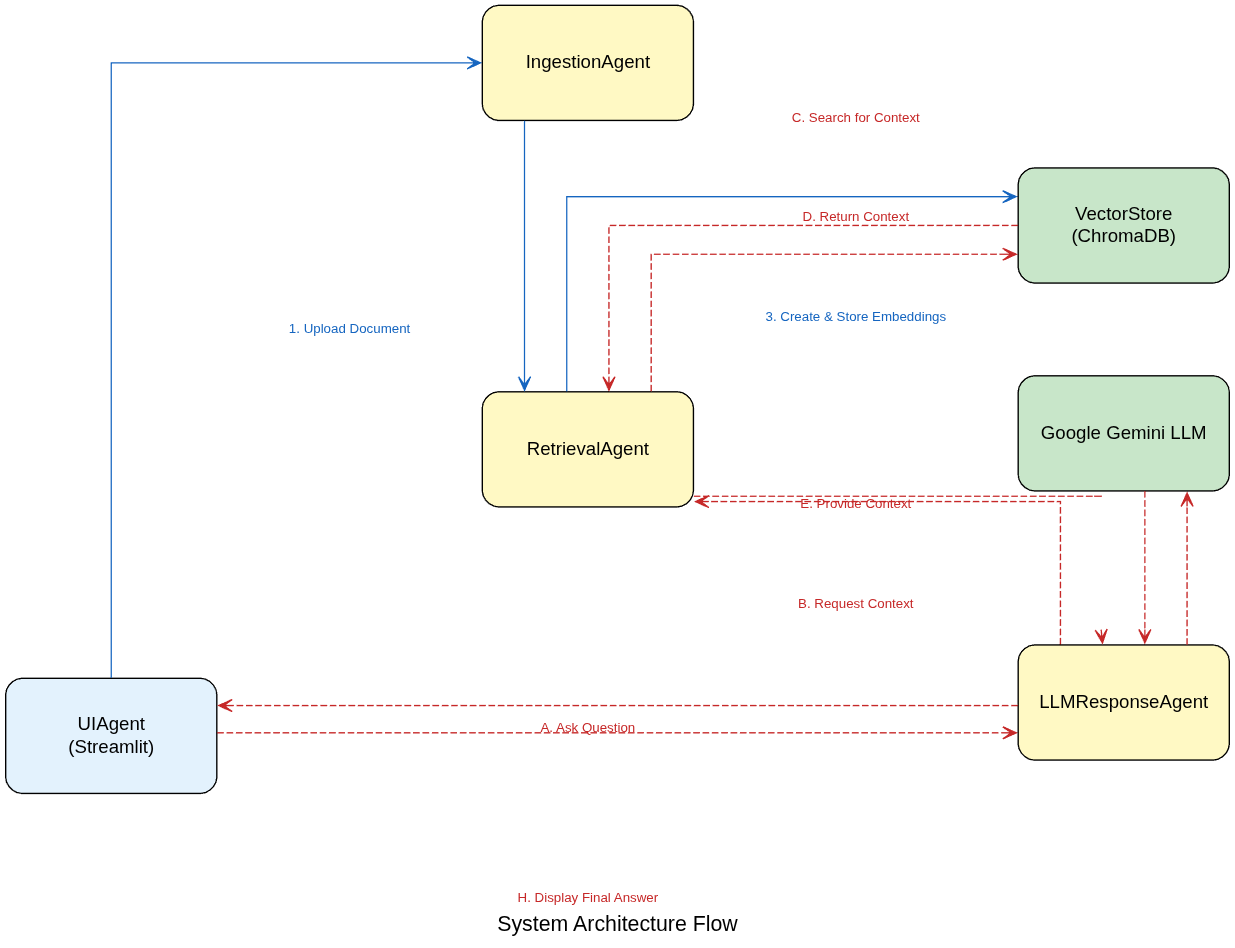 IngestionAgent
C. Search for Context
VectorStore
(ChromaDB)
D. Return Context
3. Create & Store Embeddings
1. Upload Document
Google Gemini LLM
RetrievalAgent
E. Provide Context
B. Request Context
LLMResponseAgent
UIAgent
(Streamlit)
A. Ask Question
H. Display Final Answer
System Architecture Flow